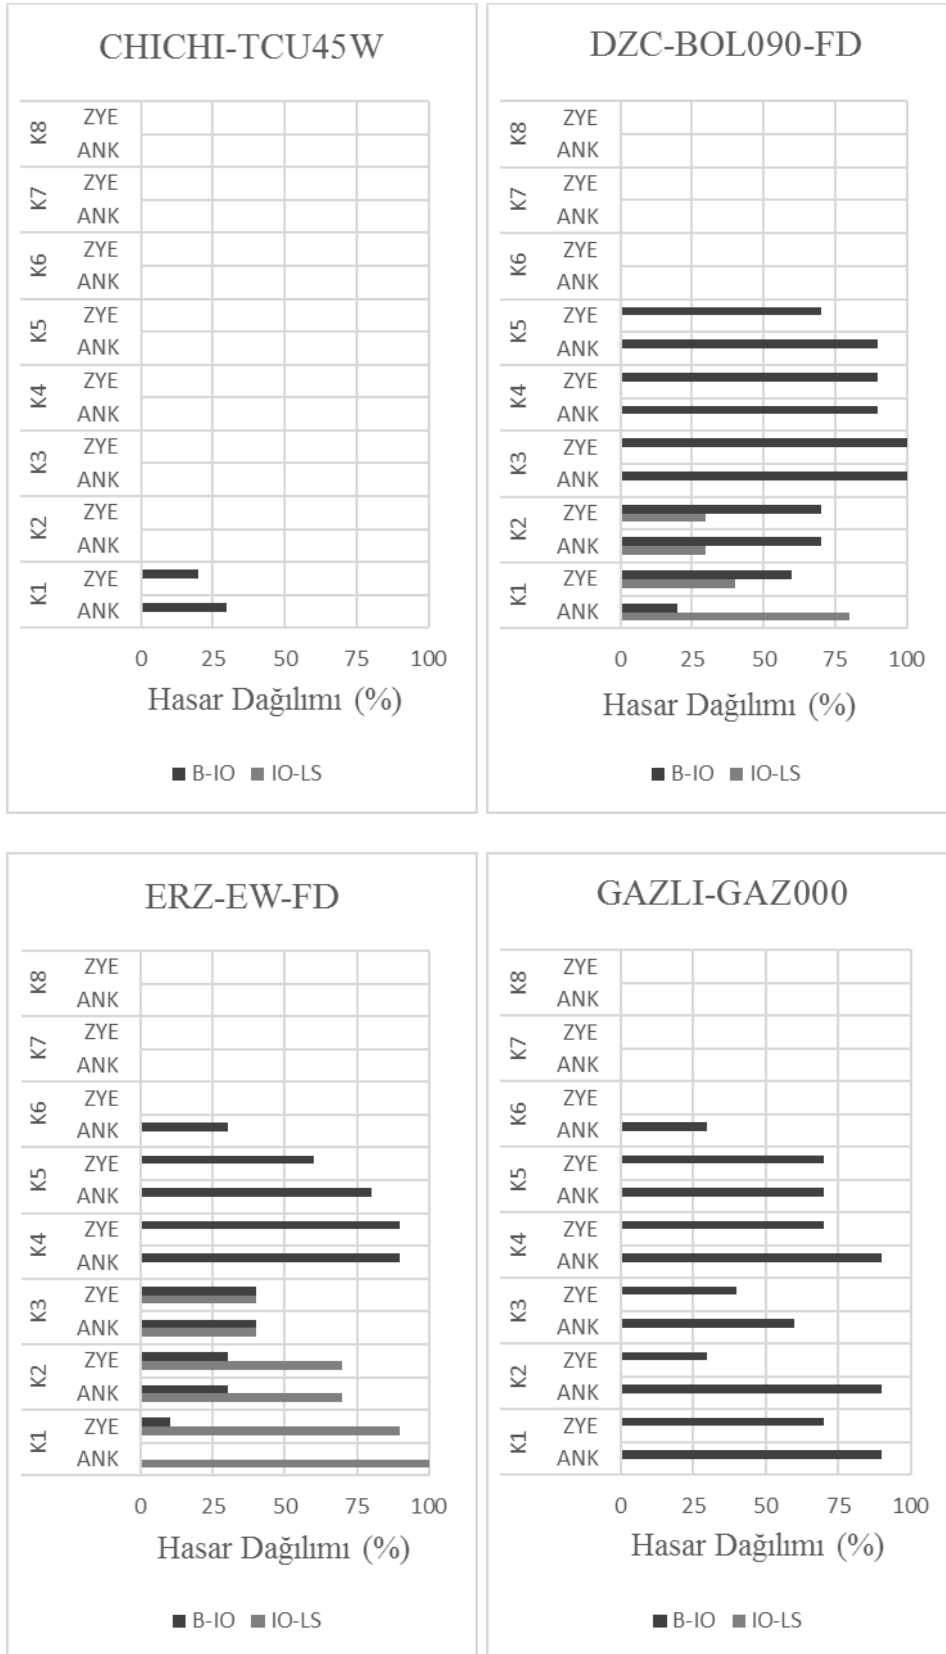 CHICHI-TCU45W
K8
ZYE
ANK
K7
ZYE
ANK
K6
ZYE
ANK
K5
ZYE
ANK
K4
ZYE
ANK
K3
ZYE
ANK
K2
ZYE
ANK
K1
ZYE
ANK
0 25 50 75 100
Hasar Dağılımı (%)
B-IO IO-LS
DZC-BOL090-FD
K8
ZYE
ANK
K7
ZYE
ANK
K6
ZYE
ANK
K5
ZYE
ANK
K4
ZYE
ANK
K3
ZYE
ANK
K2
ZYE
ANK
K1
ZYE
ANK
0 25 50 75 100
Hasar Dağılımı (%)
B-IO IO-LS
ERZ-EW-FD
K8
ZYE
ANK
K7
ZYE
ANK
K6
ZYE
ANK
K5
ZYE
ANK
K4
ZYE
ANK
K3
ZYE
ANK
K2
ZYE
ANK
K1
ZYE
ANK
0 25 50 75 100
Hasar Dağılımı (%)
B-IO IO-LS
GAZLI-GAZ000
K8
ZYE
ANK
K7
ZYE
ANK
K6
ZYE
ANK
K5
ZYE
ANK
K4
ZYE
ANK
K3
ZYE
ANK
K2
ZYE
ANK
K1
ZYE
ANK
0 25 50 75 100
Hasar Dağılımı (%)
B-IO IO-LS